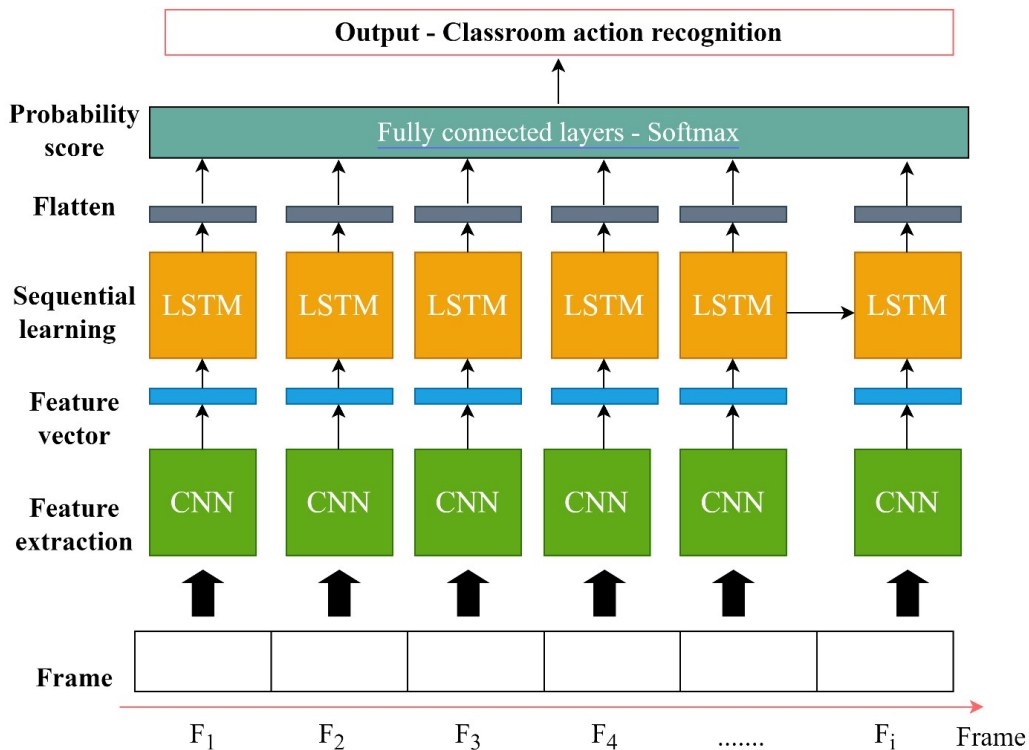 Output - Classroom action recognition
Probability
score
Fully connected layers - Softmax
Flatten
Sequential
learning
LSTM LSTM LSTM LSTM LSTM LSTM
Feature
vector
Feature
extraction
CNN CNN CNN CNN CNN CNN
Frame
F1 F2 F3 F4 ....... Fi Frame